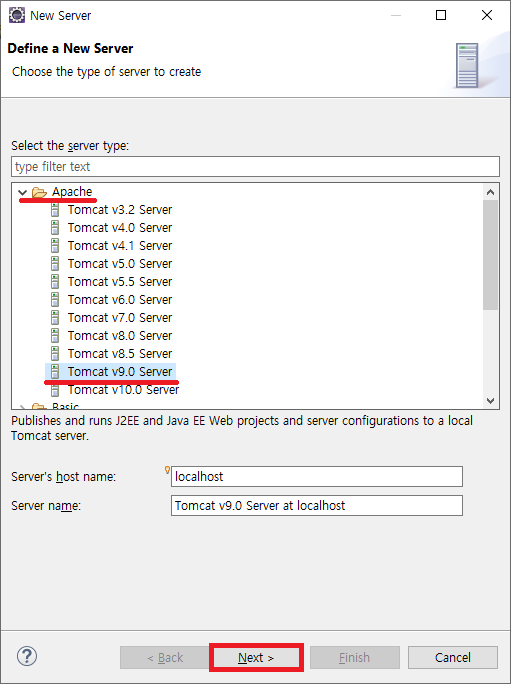 New Server
Define a New Server
Choose the type of server to create
Select the server type:
type filter text
Apache
Tomcat v3.2 Server
Tomcat v4.0 Server
Tomcat v4.1 Server
Tomcat v5.0 Server
Tomcat v5.5 Server
Tomcat v6.0 Server
Tomcat v7.0 Server
Tomcat v8.0 Server
Tomcat v8.5 Server
Tomcat v9.0 Server
Tomcat v10.0 Server
Basic
Publishes and runs J2EE and Java EE Web projects and server configurations to a local
Tomcat server.
Server's host name: localhost
Server name: Tomcat v9.0 Server at localhost
? < Back Next > Finish Cancel